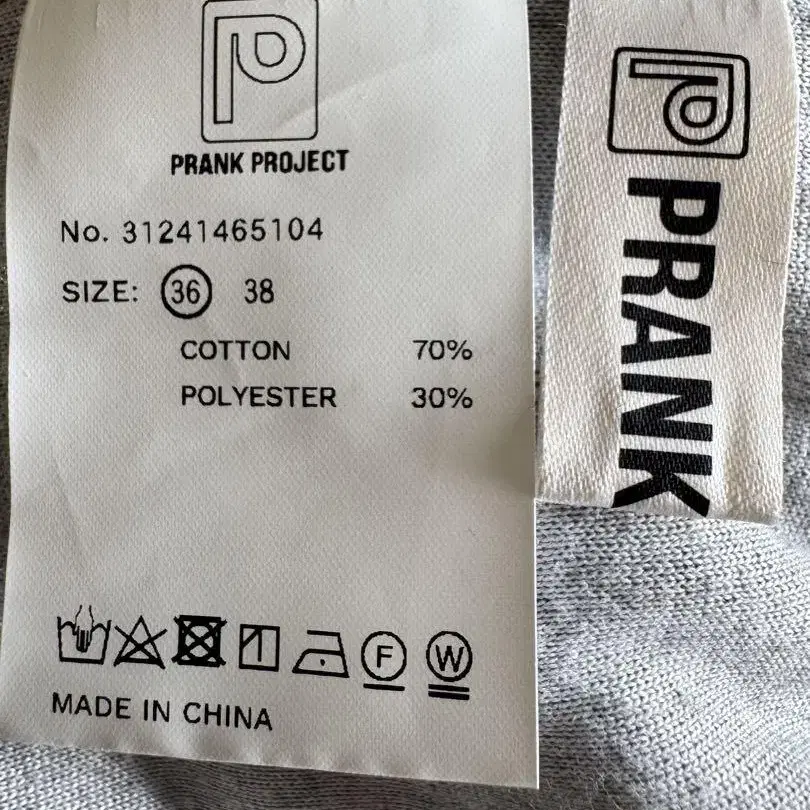 PRANK PROJECT
No. 31241465104
SIZE: 36 38
COTTON 70%
POLYESTER 30%
F W
MADE IN CHINA
PRANK